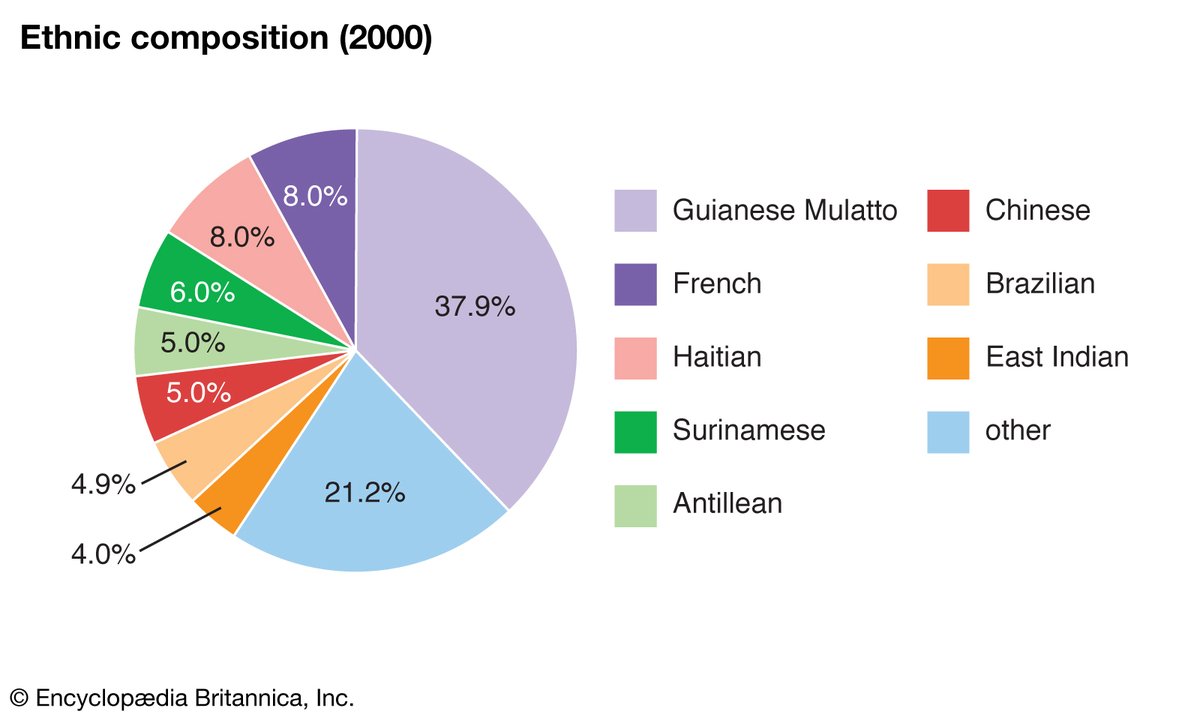 Ethnic composition (2000)
8.0%
8.0%
6.0%
5.0%
5.0%
4.9%
4.0%
21.2%
37.9%
Guianese Mulatto
French
Haitian
Surinamese
Antillean
Chinese
Brazilian
East Indian
other
© Encyclopædia Britannica, Inc.